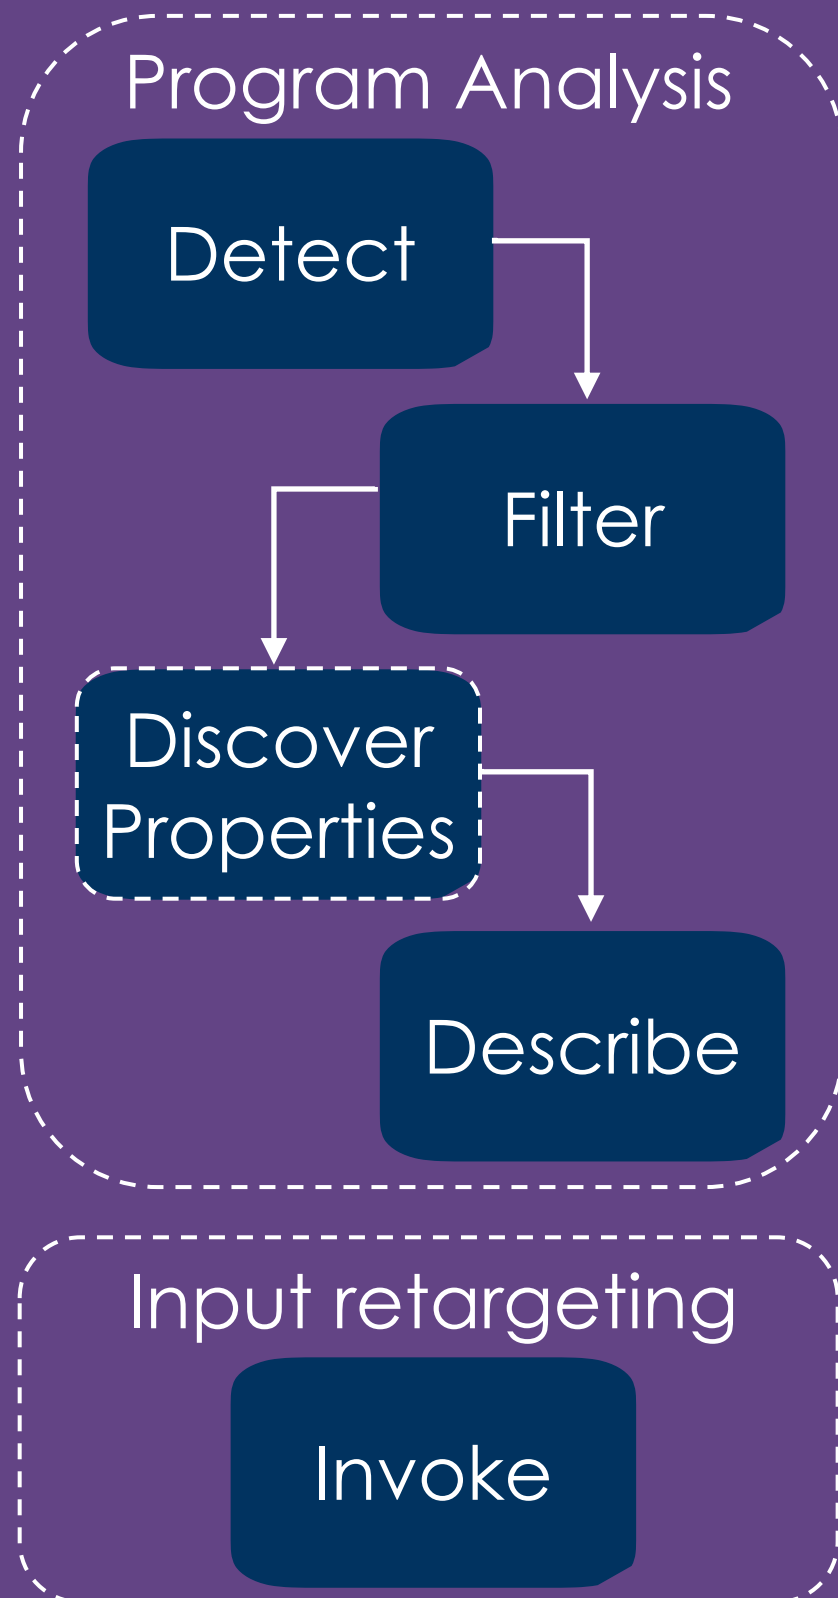 Program Analysis
Detect
Filter
Discover
Properties
Describe
Input retargeting
Invoke